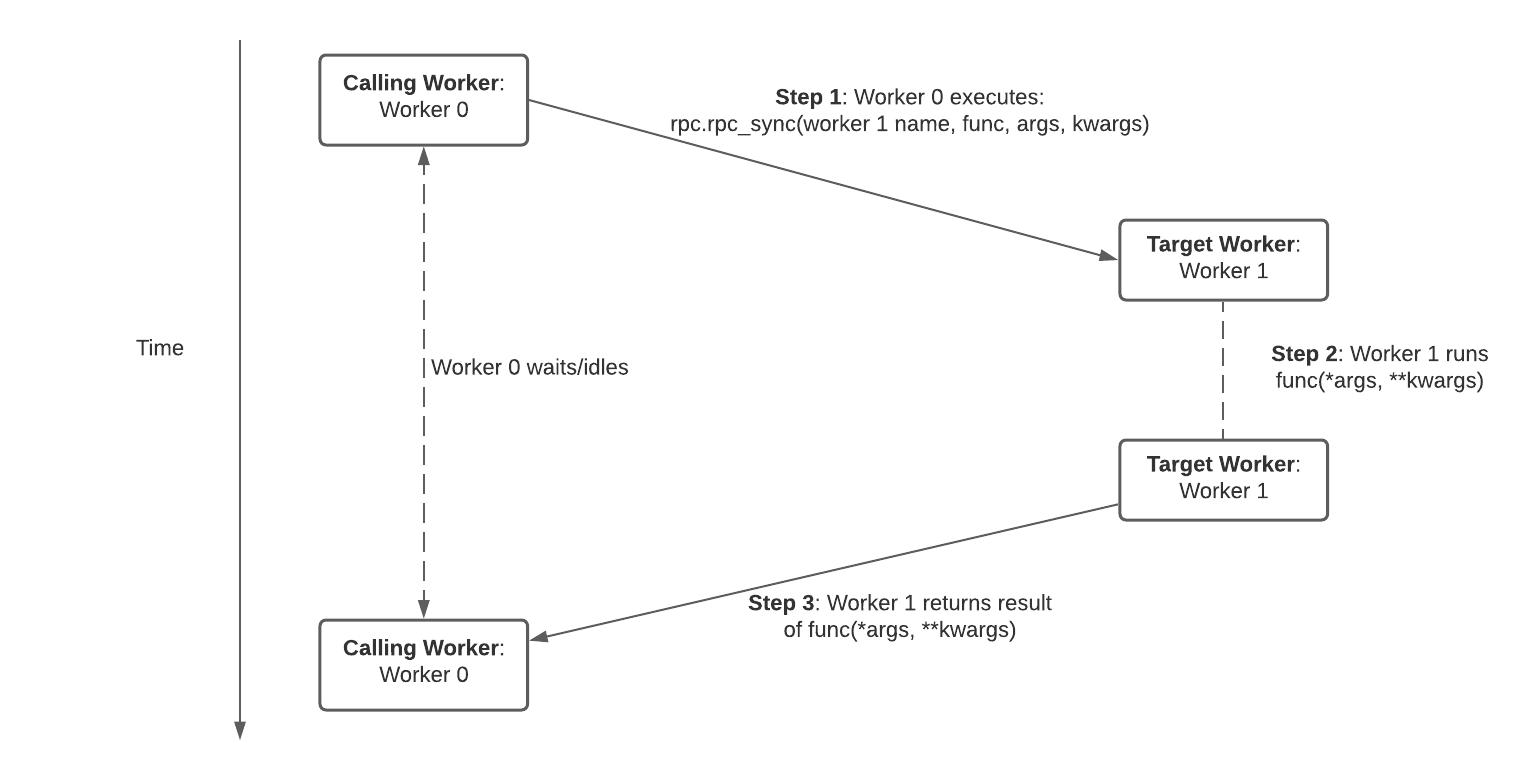 Calling Worker:
Worker 0
Step 1: Worker 0 executes:
rpc.rpc_sync(worker 1 name, func, args, kwargs)
Target Worker:
Worker 1
Time
Worker 0 waits/idles
Step 2: Worker 1 runs
func(*args, **kwargs)
Target Worker:
Worker 1
Step 3: Worker 1 returns result
of func(*args, **kwargs)
Calling Worker:
Worker 0